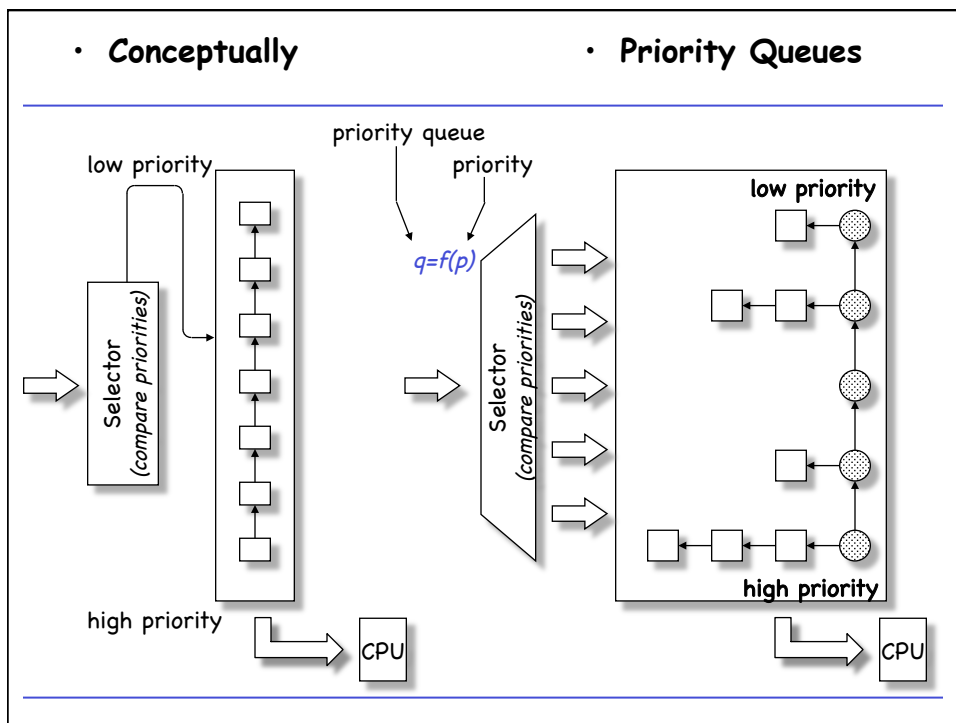 • Conceptually
• Priority Queues
low priority
Selector
(compare priorities)
high priority
CPU
priority queue
priority
q=f(p)
Selector
(compare priorities)
low priority
high priority
CPU